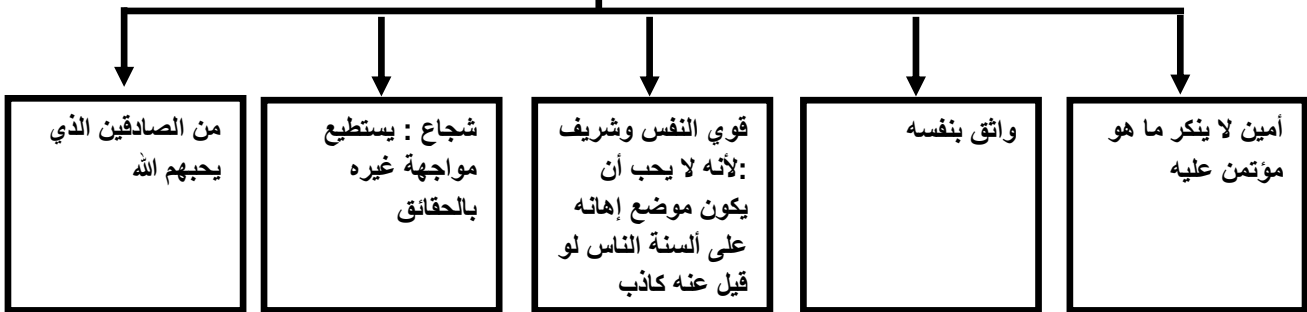 أمين لا ينكر ما هو
مؤتمن عليه
واثق بنفسه
قوي النفس وشريف
:لأنه لا يحب أن
يكون موضع إهانه
على ألسنة الناس لو
قيل عنه كاذب
شجاع : يستطيع
مواجهة غيره
بالحقائق
من الصادقين الذي
يحبهم الله